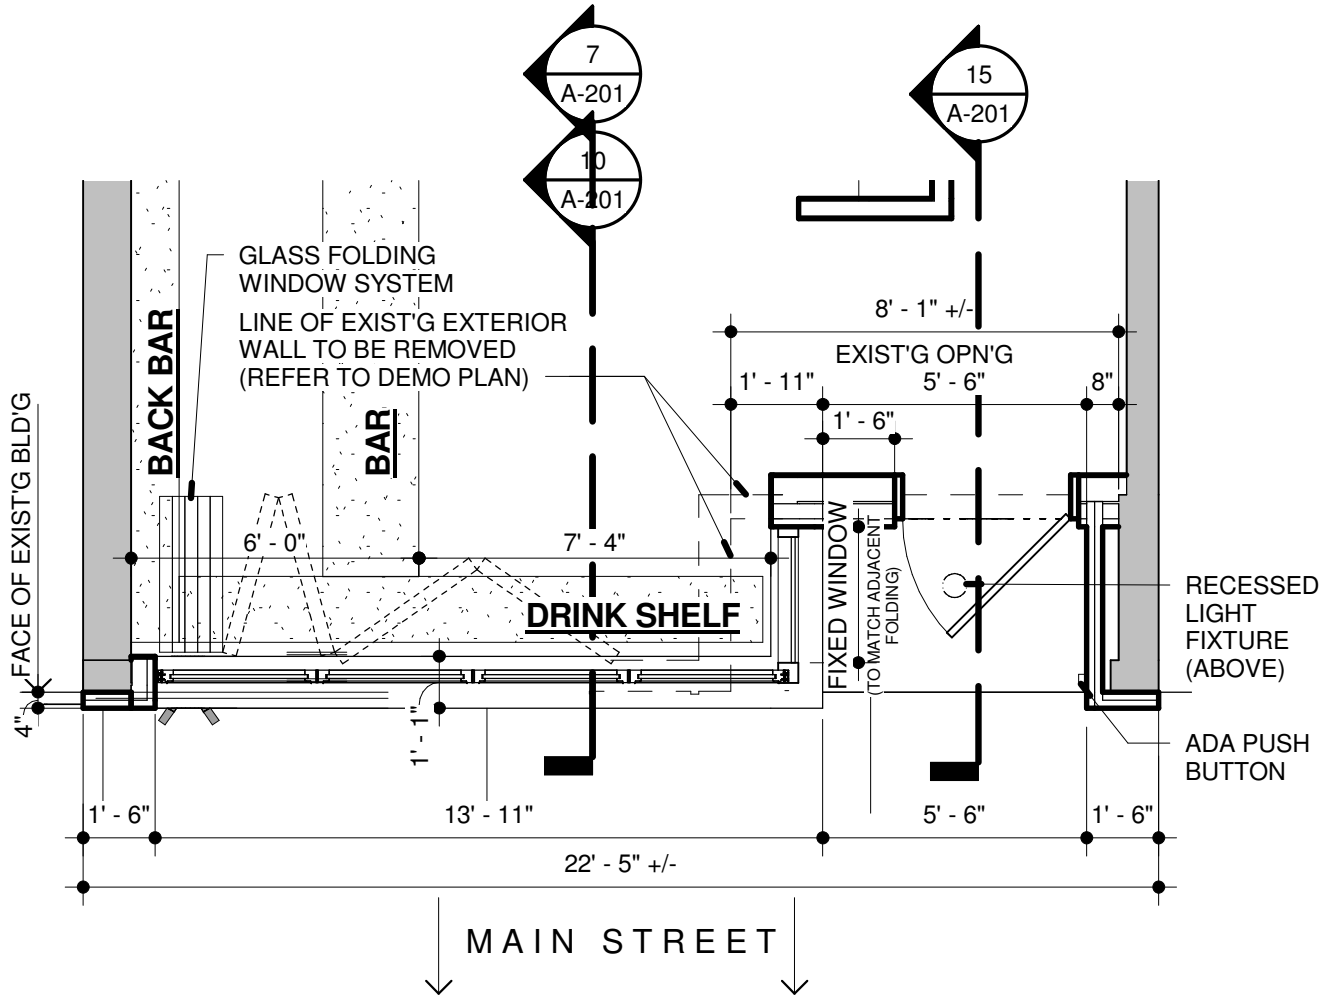 7
A-201
10
A-201
15
A-201
GLASS FOLDING
WINDOW SYSTEM
LINE OF EXIST'G EXTERIOR
WALL TO BE REMOVED
(REFER TO DEMO PLAN)
8' - 1" +/-
EXIST'G OPN'G
1' - 11"
5' - 6"
8"
1' - 6"
BACK BAR
BAR
FACE OF EXIST'G BLD'G
4"
6' - 0"
7' - 4"
DRINK SHELF
FIXED WINDOW
(TO MATCH ADJACENT
FOLDING)
RECESSED
LIGHT
FIXTURE
(ABOVE)
1' - 1"
ADA PUSH
BUTTON
1' - 6"
13' - 11"
5' - 6"
1' - 6"
22' - 5" +/-
MAIN STREET